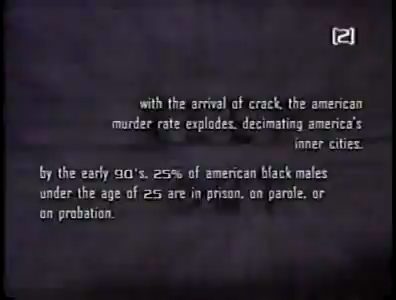 [2]
with the arrival of crack, the american
murder rate explodes, decimating america's
inner cities.
by the early 90's, 25% of american black males
under the age of 25 are in prison, on parole, or
on probation.